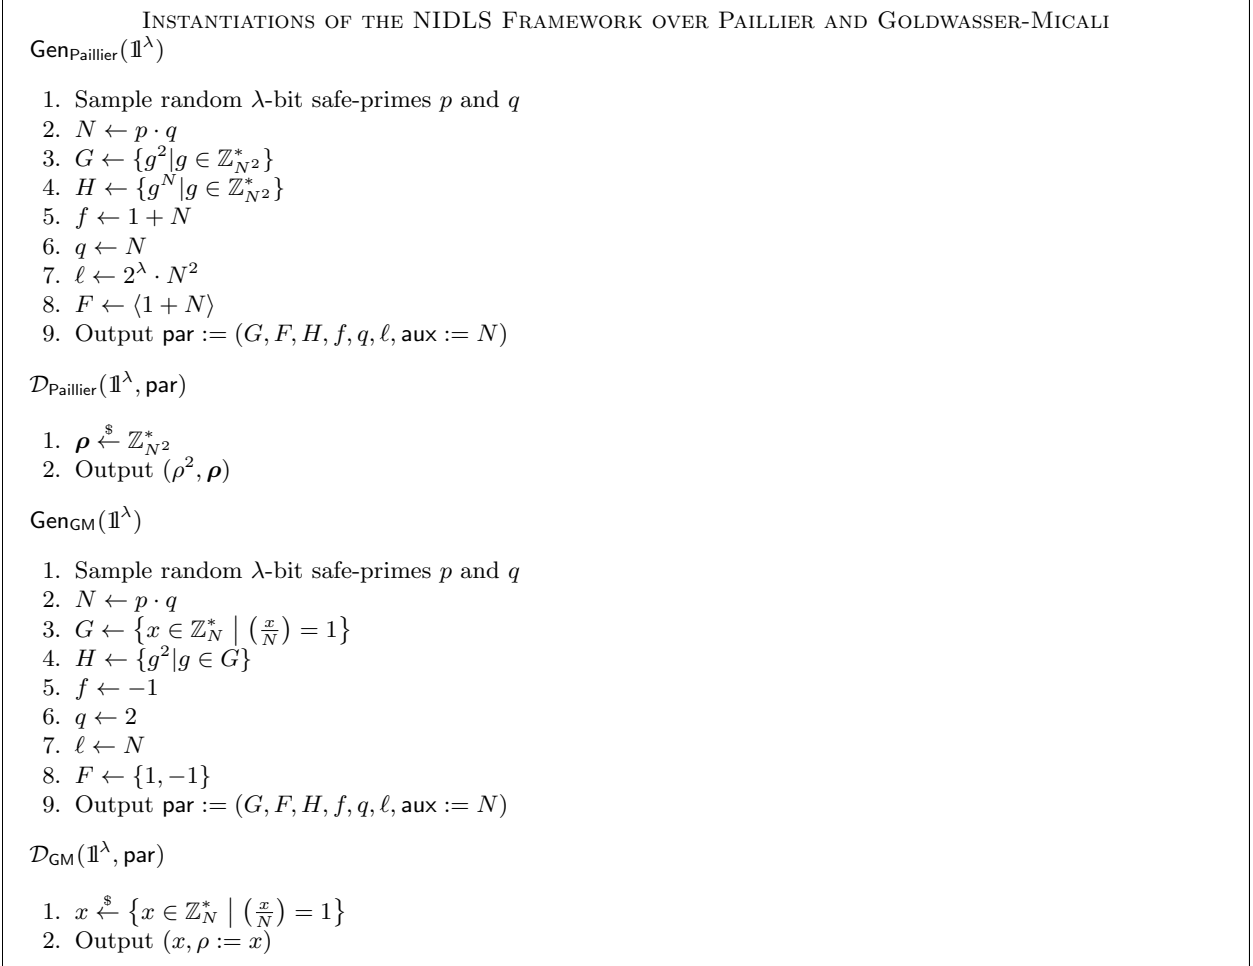 INSTANTIATIONS OF THE NIDLS FRAMEWORK OVER PAILLIER AND GOLDWASSER-MICALI
Gen_Paillier(𝟙^λ)
1. Sample random λ-bit safe-primes p and q
2. N ← p · q
3. G ← {g^2|g ∈ ℤ*_{N^2}}
4. H ← {g^N|g ∈ ℤ*_{N^2}}
5. f ← 1 + N
6. q ← N
7. ℓ ← 2^λ · N^2
8. F ← ⟨1 + N⟩
9. Output par := (G, F, H, f, q, ℓ, aux := N)
𝒟_Paillier(𝟙^λ, par)
1. 𝝆 ←$ ℤ*_{N^2}
2. Output (ρ^2, 𝝆)
Gen_GM(𝟙^λ)
1. Sample random λ-bit safe-primes p and q
2. N ← p · q
3. G ← {x ∈ ℤ*_N | (x/N) = 1}
4. H ← {g^2|g ∈ G}
5. f ← −1
6. q ← 2
7. ℓ ← N
8. F ← {1, −1}
9. Output par := (G, F, H, f, q, ℓ, aux := N)
𝒟_GM(𝟙^λ, par)
1. x ←$ {x ∈ ℤ*_N | (x/N) = 1}
2. Output (x, ρ := x)